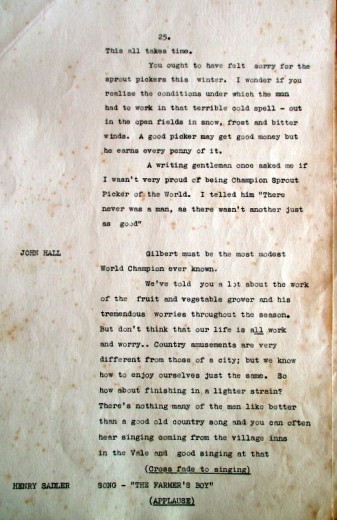 25.
This all takes time.
You ought to have felt sorry for the
sprout pickers this winter. I wonder if you
realise the conditions under which the men
had to work in that terrible cold spell - out
in the open fields in snow, frost and bitter
winds. A good picker may get good money but
he earns every penny of it.
A writing gentleman once asked me if
I wasn't very proud of being Champion Sprout
Picker of the World. I told him "There
never was a man, as there wasn't another just
as good"
JOHN HALL Gilbert must be the most modest
World Champion ever known.
We've told you a lot about the work
of the fruit and vegetable grower and his
tremendous worries throughout the season.
But don't think that our life is all work
and worry.. Country amusements are very
different from those of a city; but we know
how to enjoy ourselves just the same. So
how about finishing in a lighter strain?
There's nothing many of the men like better
than a good old country song and you can often
hear singing coming from the village inns
in the Vale and good singing at that
(Cross fade to singing)
HENRY SADLER SONG - "THE FARMER'S BOY"
(APPLAUSE)